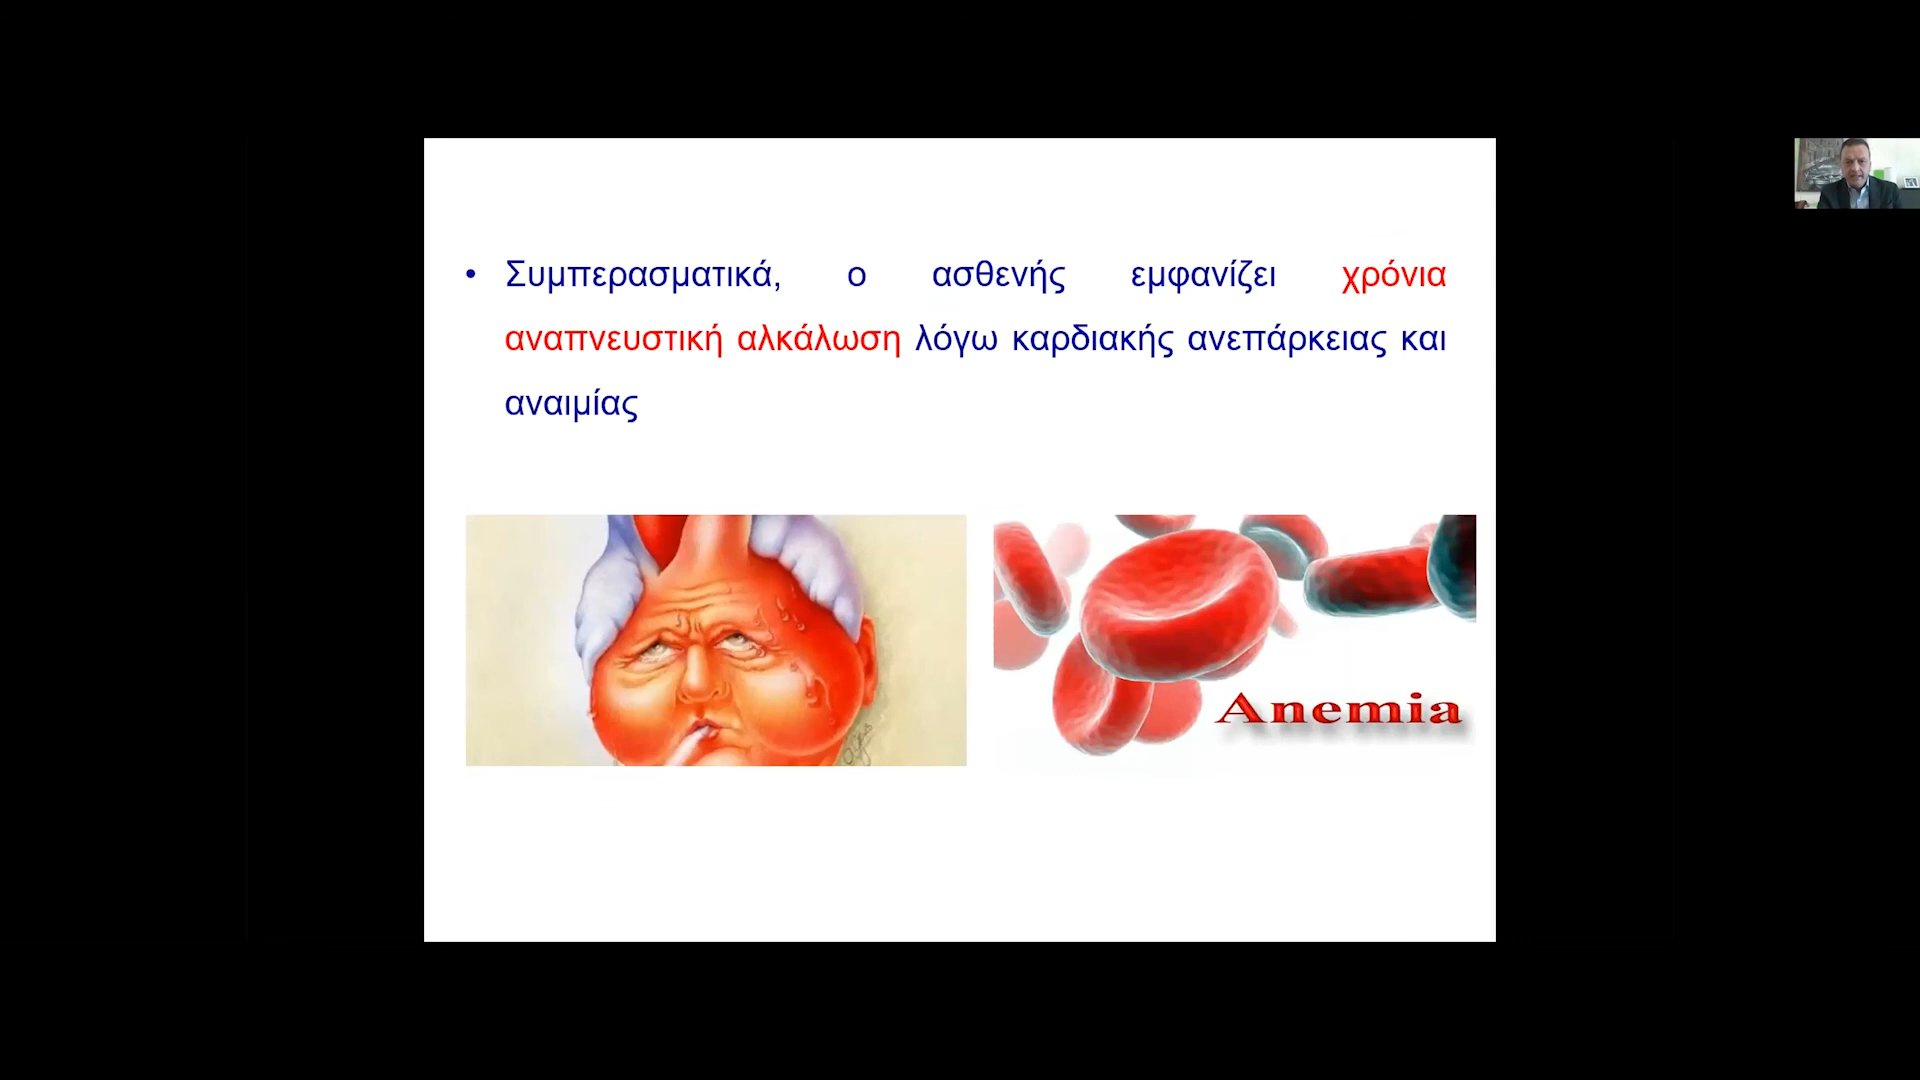 • Συμπερασματικά, ο ασθενής εμφανίζει χρόνια
αναπνευστική αλκάλωση λόγω καρδιακής ανεπάρκειας και
αναιμίας
Anemia